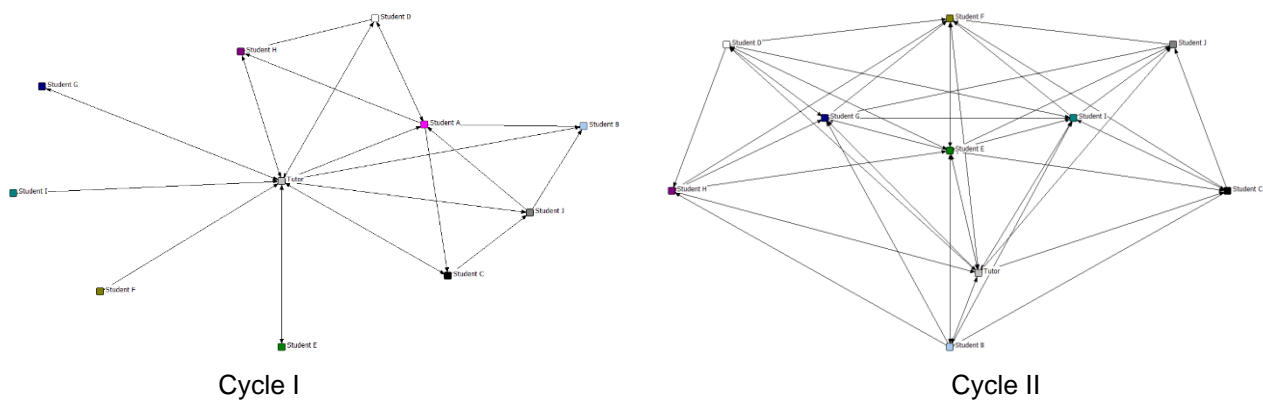 Student D
Student H
Student G
Student A
Student B
Tutor
Student I
Student J
Student C
Student F
Student E
Cycle I
Student F
Student D
Student J
Student G
Student I
Student E
Student H
Student C
Tutor
Student B
Cycle II